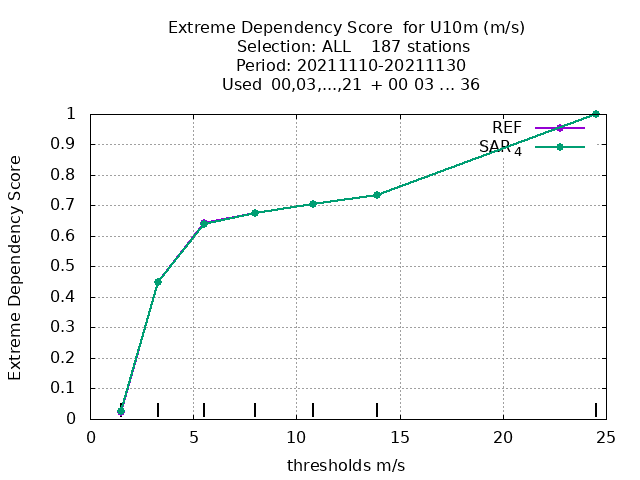 Extreme Dependency Score  for U10m (m/s)
Selection: ALL    187 stations
Period: 20211110-20211130
Used  00,03,...,21  + 00 03 ... 36
Extreme Dependency Score
1
0.9
0.8
0.7
0.6
0.5
0.4
0.3
0.2
0.1
0
REF
SAR4
0 5 10 15 20 25
thresholds m/s